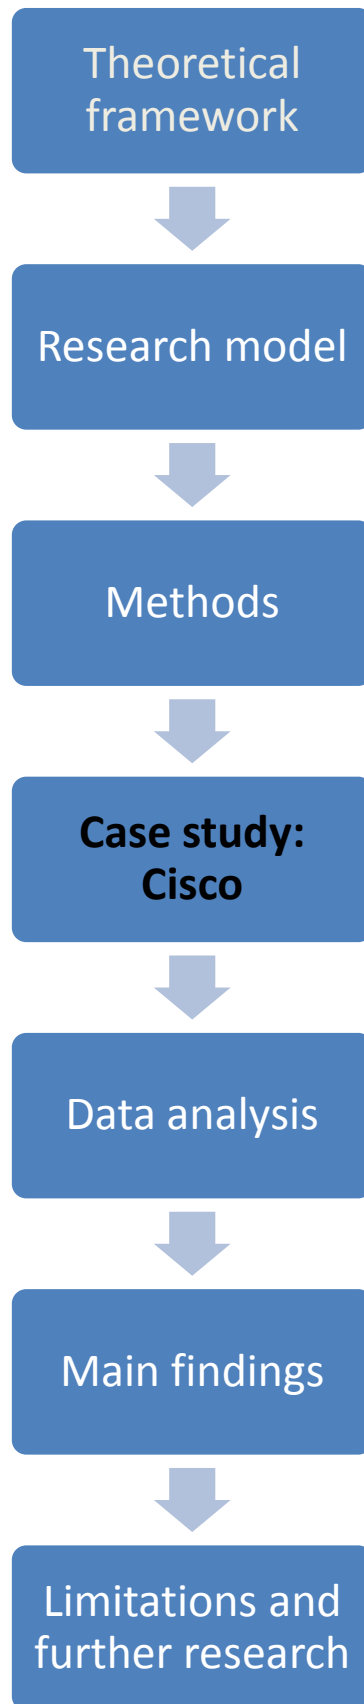 Theoretical
framework
Research model
Methods
Case study:
Cisco
Data analysis
Main findings
Limitations and
further research